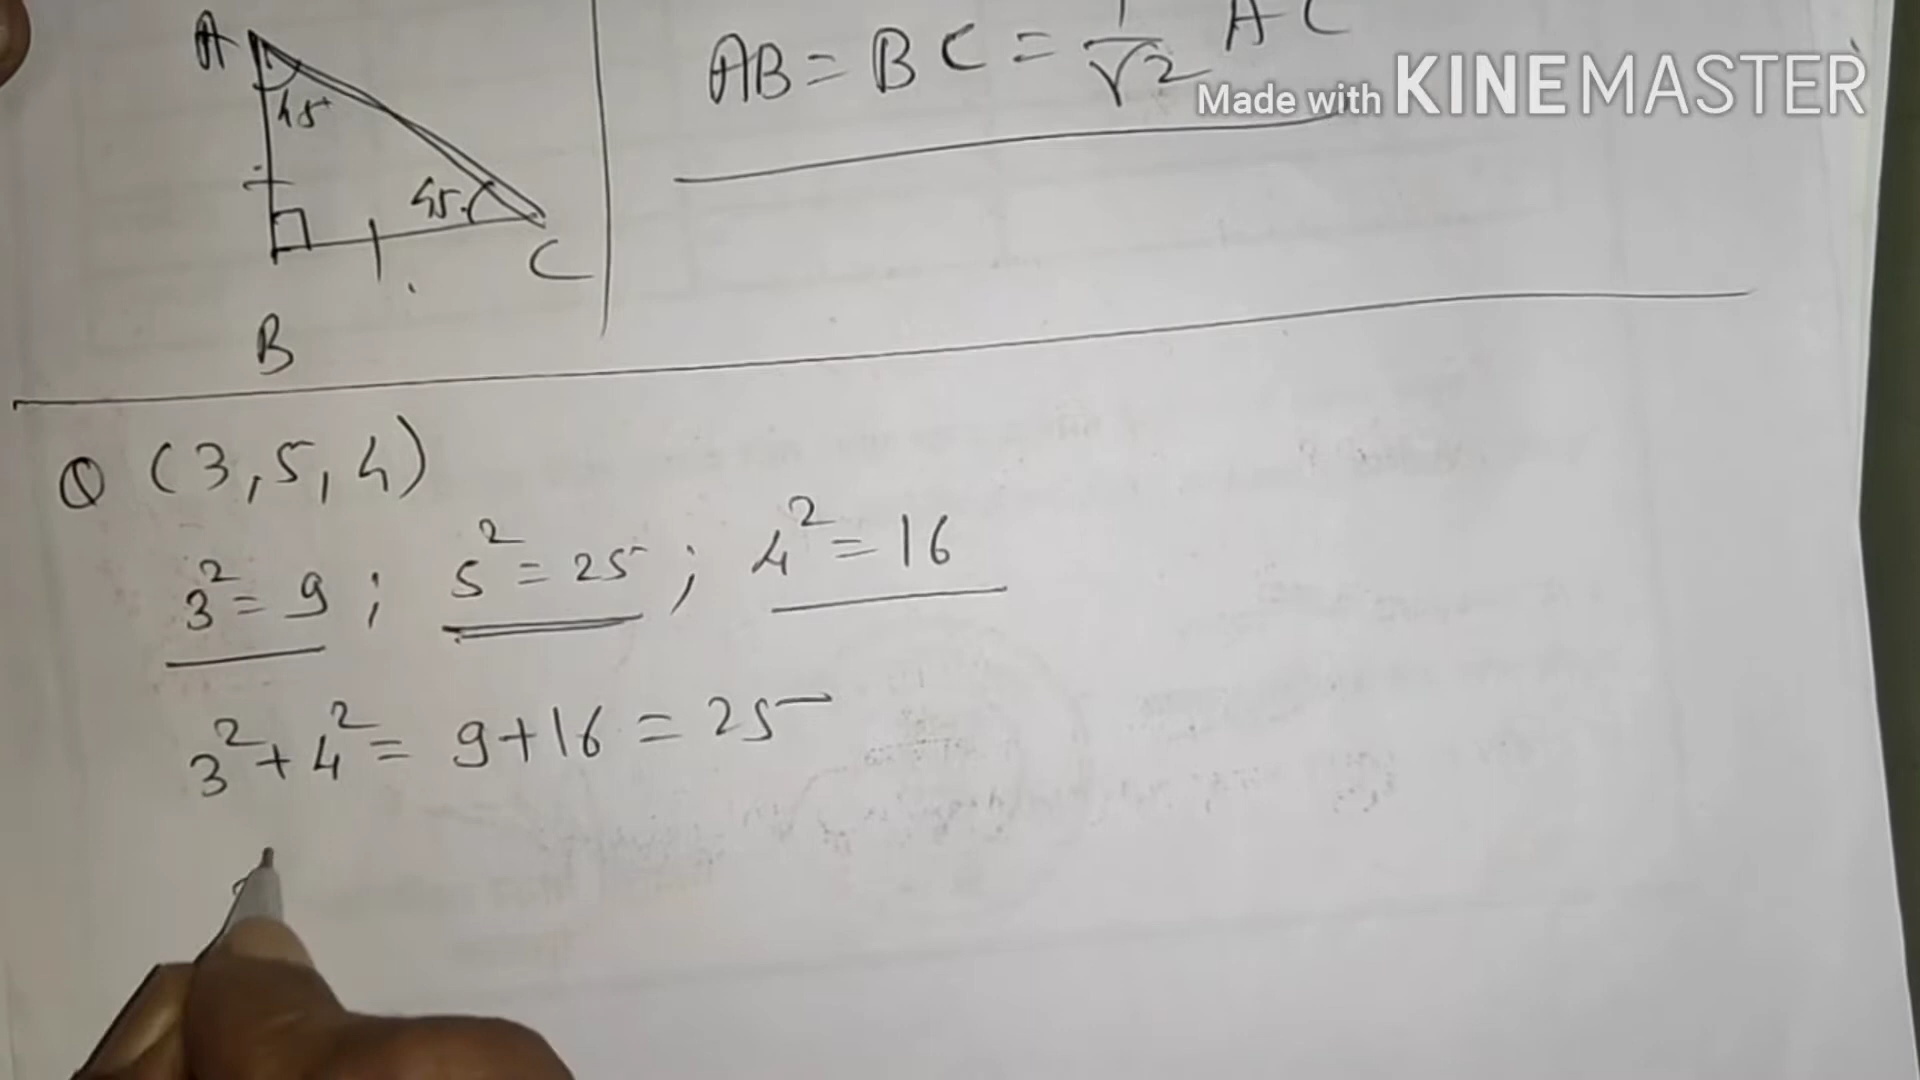 A
45°
45°
C
B
AB = BC = 1/√2 AC
Made with KINEMASTER
Q (3, 5, 4)
3² = 9 ; 5² = 25 ; 4² = 16
3² + 4² = 9 + 16 = 25